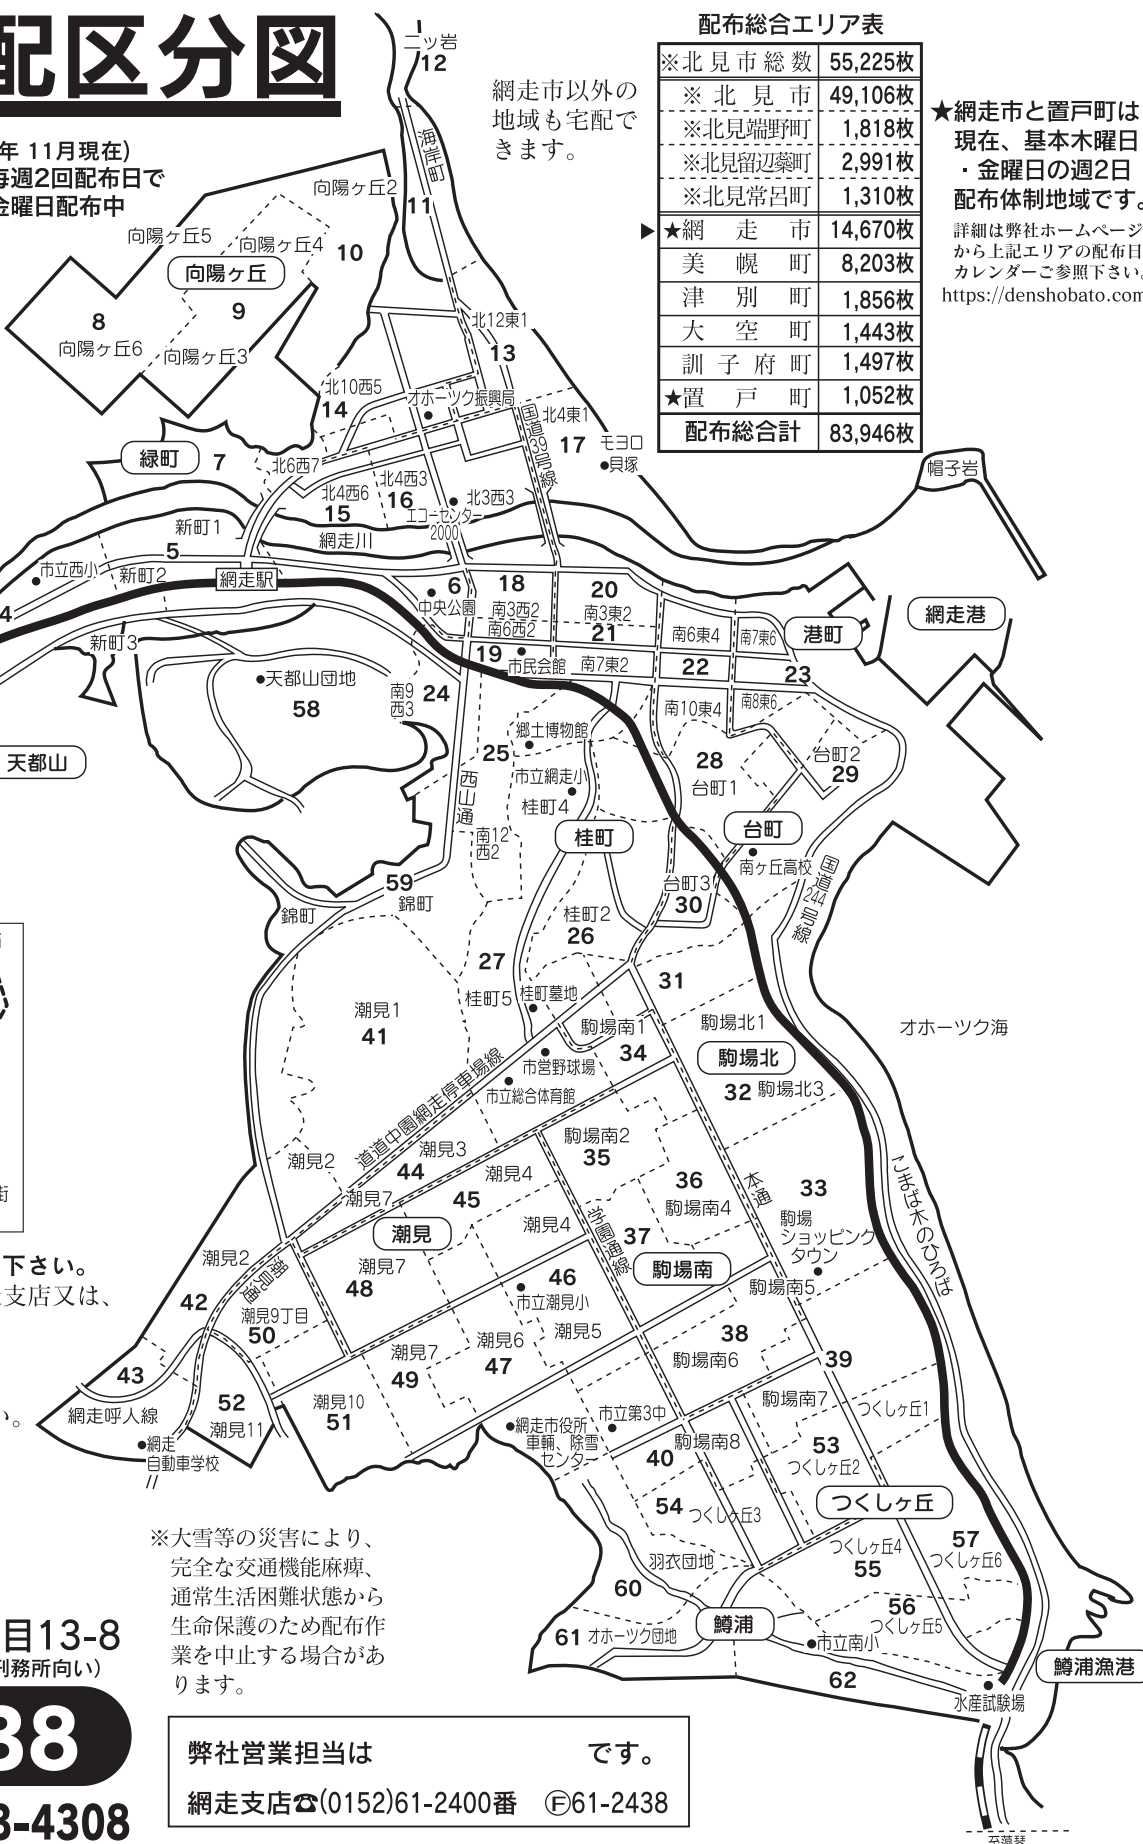 配区分図
年 11月現在)
毎週2回配布日で
金曜日配布中
網走市以外の
地域も宅配で
きます。
配布総合エリア表
※北見市総数 55,225枚
※北見市 49,106枚
※北見端野町 1,818枚
※北見留辺蘂町 2,991枚
※北見常呂町 1,310枚
▶★網走市 14,670枚
美幌町 8,203枚
津別町 1,856枚
大空町 1,443枚
訓子府町 1,497枚
★置戸町 1,052枚
配布総合計 83,946枚
★網走市と置戸町は
現在、基本木曜日
・金曜日の週2日
配布体制地域です。
詳細は弊社ホームページ
から上記エリアの配布日
カレンダーご参照下さい。
https://denshobato.com
二ッ岩
12
海岸町
11
向陽ヶ丘2
向陽ヶ丘5
向陽ヶ丘4
10
向陽ヶ丘
8
9
向陽ヶ丘6
向陽ヶ丘3
北12東1
13
北10西5
14
オホーツク振興局
国道39号線
北4東1
17
モヨロ
貝塚
緑町
7
北6西7
北4西6
15
北4西3
16
北3西3
エコーセンター
2000
帽子岩
新町1
網走川
5
市立西小
新町2
網走駅
4
新町3
6
中央公園
18
南3西2
南6西2
20
南3東2
21
19
市民会館
南7東2
南6東4
22
南7東6
港町
23
網走港
天都山団地
58
南9
西3
24
南10東4
南8東6
天都山
25
郷土博物館
28
台町1
台町2
29
西山通
市立網走小
桂町4
南12
西2
桂町
台町
南ヶ丘高校
国道244号線
59
錦町
錦町
台町3
30
桂町2
26
27
桂町5
桂町墓地
31
潮見1
41
駒場南1
34
駒場北1
駒場北
32
駒場北3
オホーツク海
市営野球場
市立総合体育館
道道中園網走停車場線
潮見2
潮見3
44
潮見7
潮見4
45
駒場南2
35
36
駒場南4
本通
33
駒場
ショッピング
タウン
こまば木のひろば
街
潮見
潮見4
学園通線
37
駒場南
下さい。
支店又は、
潮見2
42
潮見通
潮見7
48
46
市立潮見小
駒場南5
潮見9丁目
50
潮見6
47
潮見5
38
駒場南6
39
43
潮見7
49
網走呼人線
52
潮見11
潮見10
51
駒場南7
つくしヶ丘1
い。
網走
自動車学校
網走市役所
車輛、除雪
センター
市立第3中
40
駒場南8
53
つくしヶ丘2
54
つくしヶ丘3
つくしヶ丘
※大雪等の災害により、
完全な交通機能麻痺、
通常生活困難状態から
生命保護のため配布作
業を中止する場合があ
ります。
羽衣団地
つくしヶ丘4
55
57
つくしヶ丘6
60
56
つくしヶ丘5
61
オホーツク団地
鱒浦
市立南小
62
鱒浦漁港
水産試験場
目13-8
刑務所向い)
38
3-4308
弊社営業担当は です。
網走支店☎(0152)61-2400番 Ⓕ61-2438
至藻琴